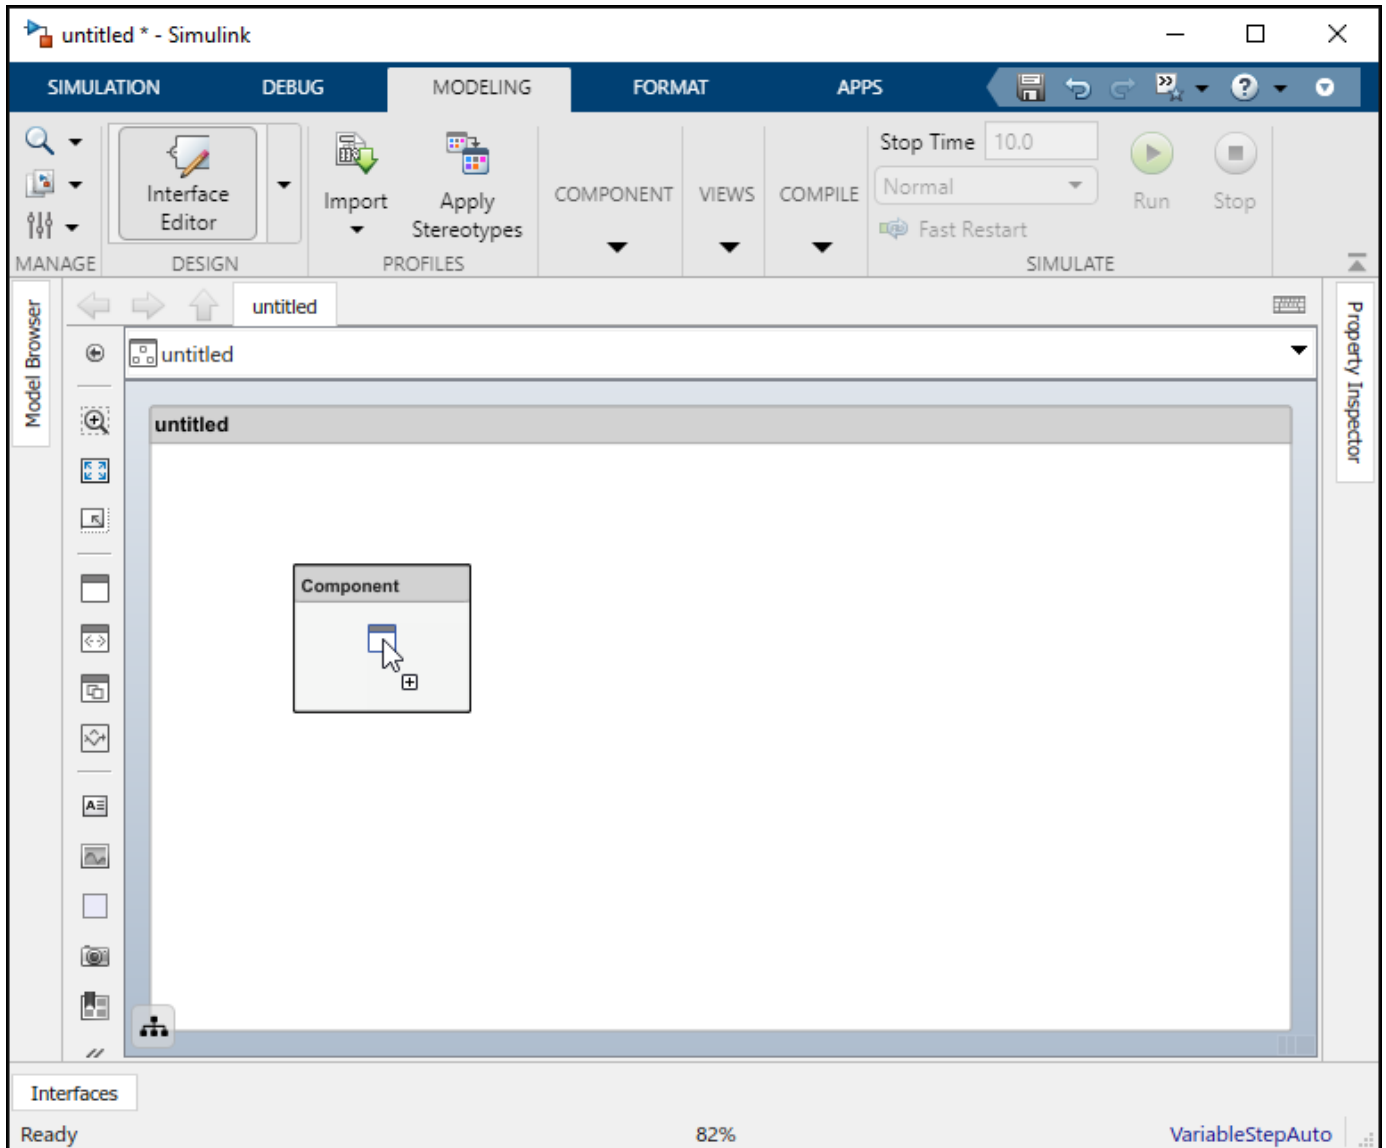 untitled * - Simulink
SIMULATION DEBUG MODELING FORMAT APPS
Stop Time 10.0
Interface
Editor
Import
Apply
Stereotypes
COMPONENT
VIEWS
COMPILE
Normal
Fast Restart
Run
Stop
MANAGE DESIGN PROFILES SIMULATE
Model Browser
untitled
untitled
untitled
Component
Property Inspector
Interfaces
Ready 82% VariableStepAuto